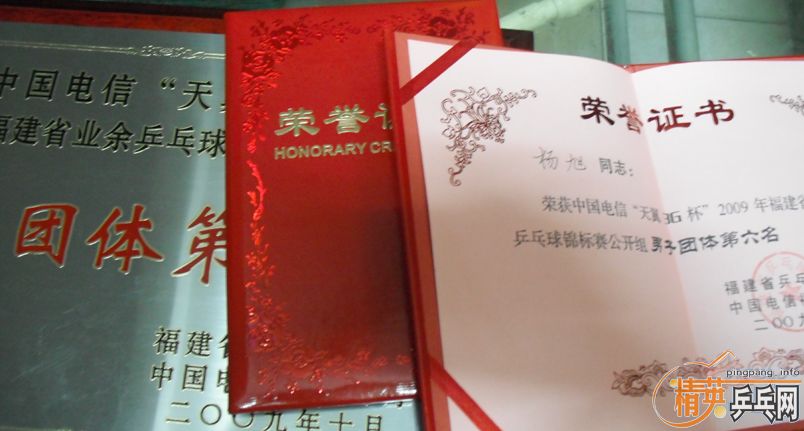 中国电信“天
福建省业余乒乓球
团体第
福建省
中国电
二〇〇九年十月
荣誉证
HONORARY CR
荣誉证书
杨旭 同志：
荣获中国电信“天翼3G杯”2009年福建省
乒乓球锦标赛公开组男子团体第六名
福建省乒乓
中国电信
二〇〇九
pingpang.info
精英乒乓网